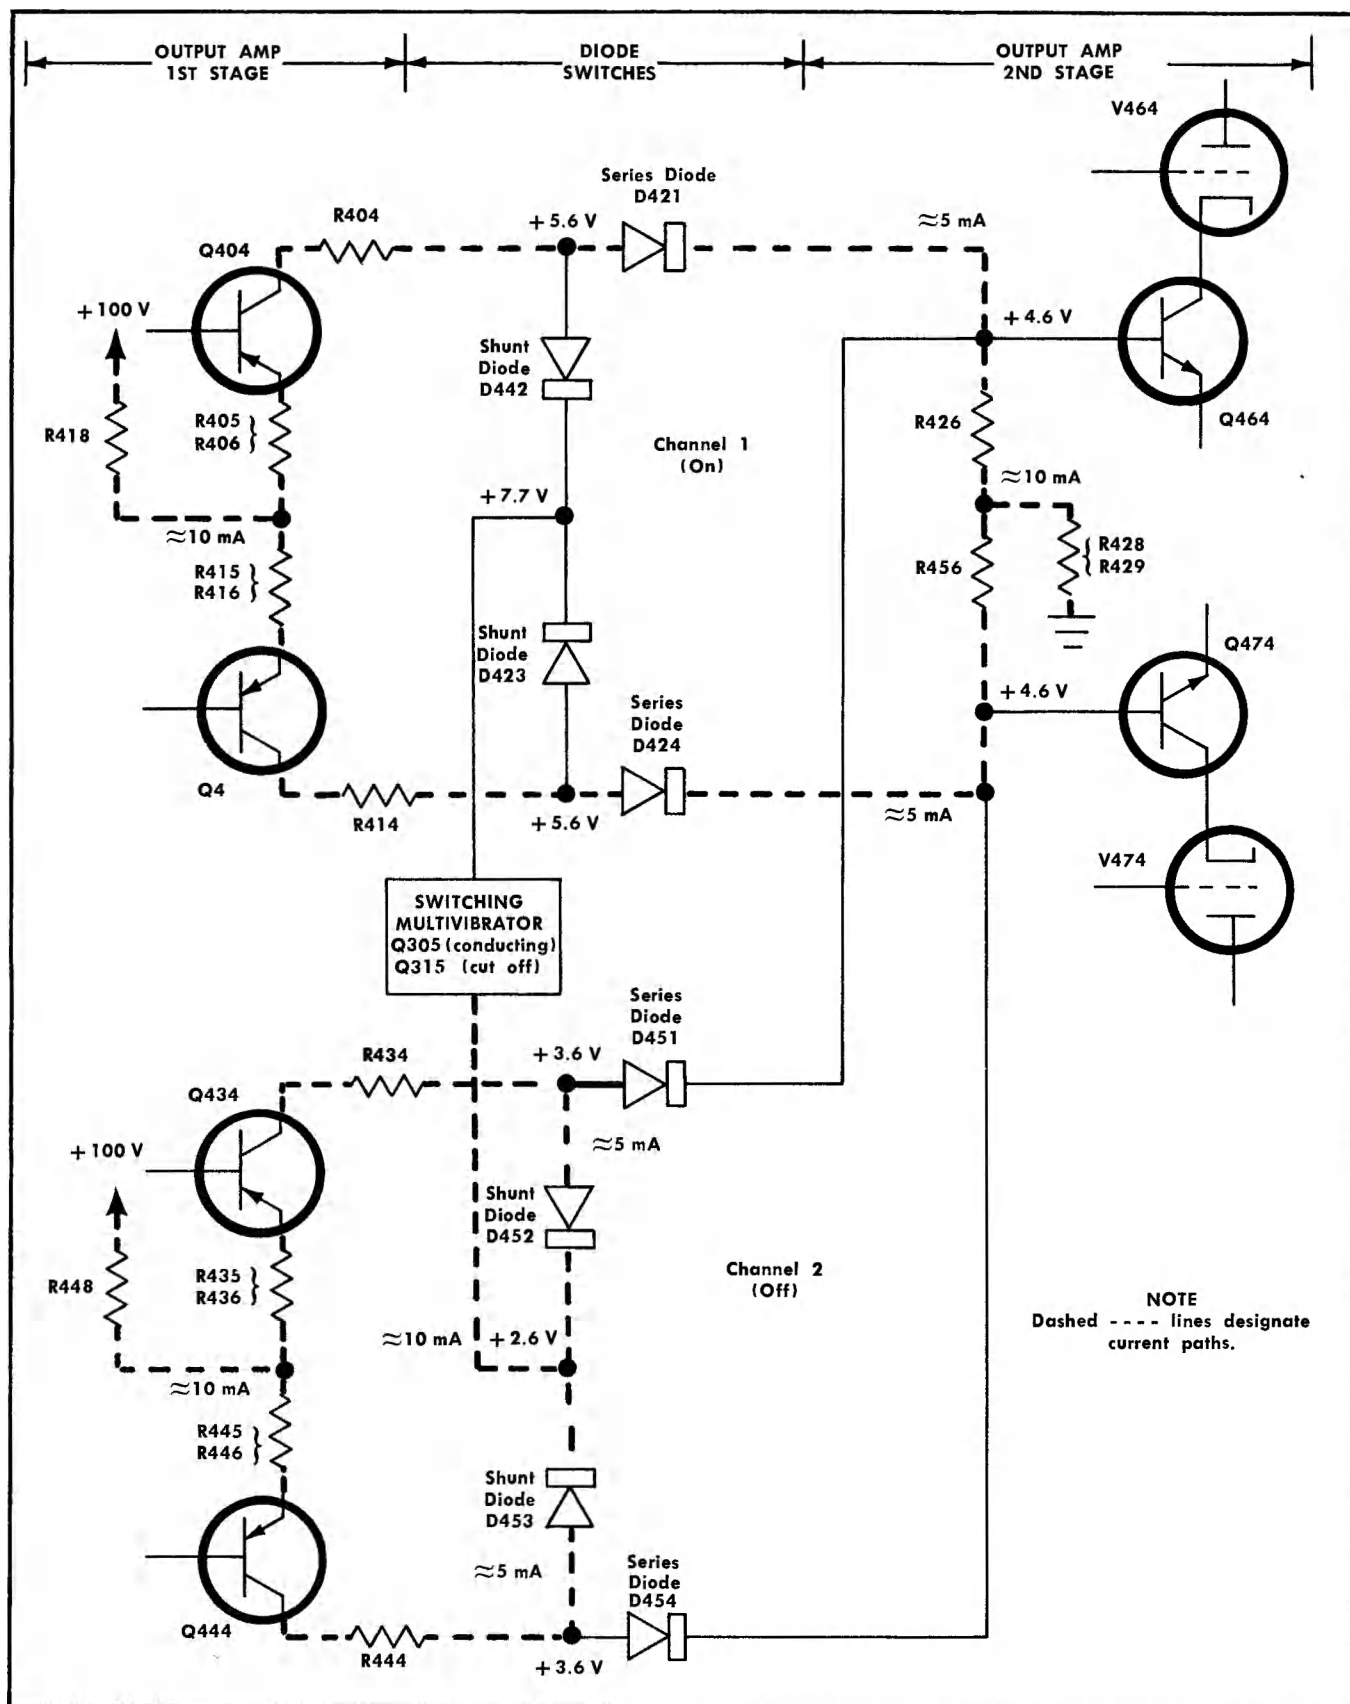 OUTPUT AMP
1ST STAGE
DIODE
SWITCHES
OUTPUT AMP
2ND STAGE
V464
Series Diode
D421
R404
+5.6 V
≈5 mA
Q404
+100 V
+4.6 V
Shunt
Diode
D442
R418
R405
R406
R426
Q464
Channel 1
(On)
+7.7 V
≈10 mA
≈10 mA
R415
R416
R456
R428
R429
Shunt
Diode
D423
Q474
+4.6 V
Series
Diode
D424
Q4
R414
+5.6 V
≈5 mA
V474
SWITCHING
MULTIVIBRATOR
Q305 (conducting)
Q315 (cut off)
Series
Diode
D451
R434
+3.6 V
Q434
≈5 mA
+100 V
Shunt
Diode
D452
R448
R435
R436
Channel 2
(Off)
NOTE
Dashed ---- lines designate
current paths.
≈10 mA
+2.6 V
≈10 mA
R445
R446
Shunt
Diode
D453
≈5 mA
Series
Diode
D454
Q444
R444
+3.6 V